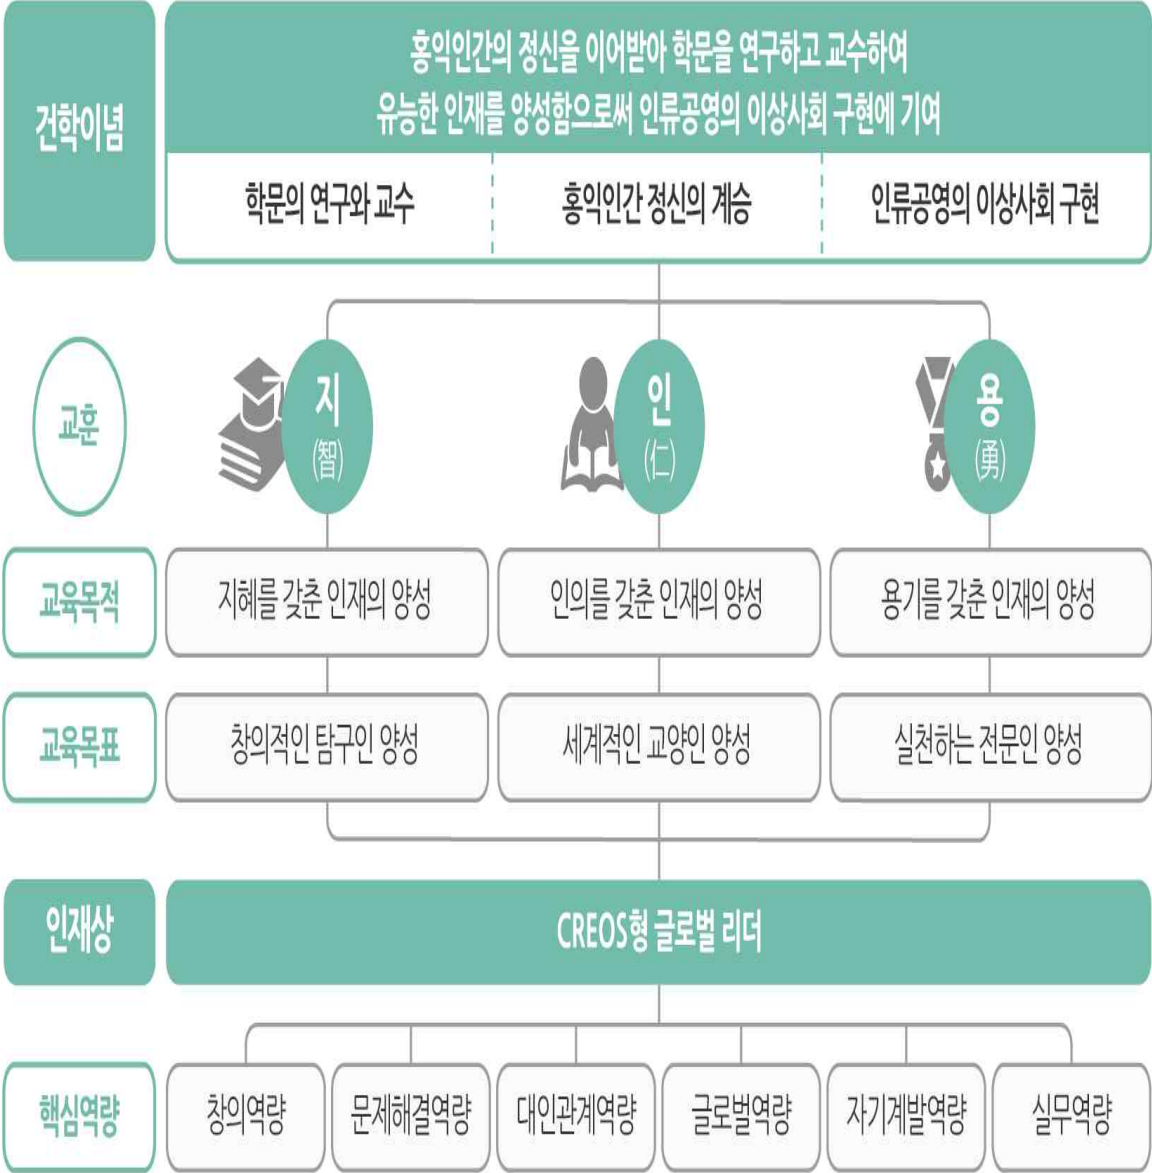 건학이념
홍익인간의 정신을 이어받아 학문을 연구하고 교수하여
유능한 인재를 양성함으로써 인류공영의 이상사회 구현에 기여
학문의 연구와 교수
홍익인간 정신의 계승
인류공영의 이상사회 구현
교훈
지
(智)
인
(仁)
용
(勇)
교육목적
지혜를 갖춘 인재의 양성
인의를 갖춘 인재의 양성
용기를 갖춘 인재의 양성
교육목표
창의적인 탐구인 양성
세계적인 교양인 양성
실천하는 전문인 양성
인재상
CREOS형 글로벌 리더
핵심역량
창의역량
문제해결역량
대인관계역량
글로벌역량
자기계발역량
실무역량